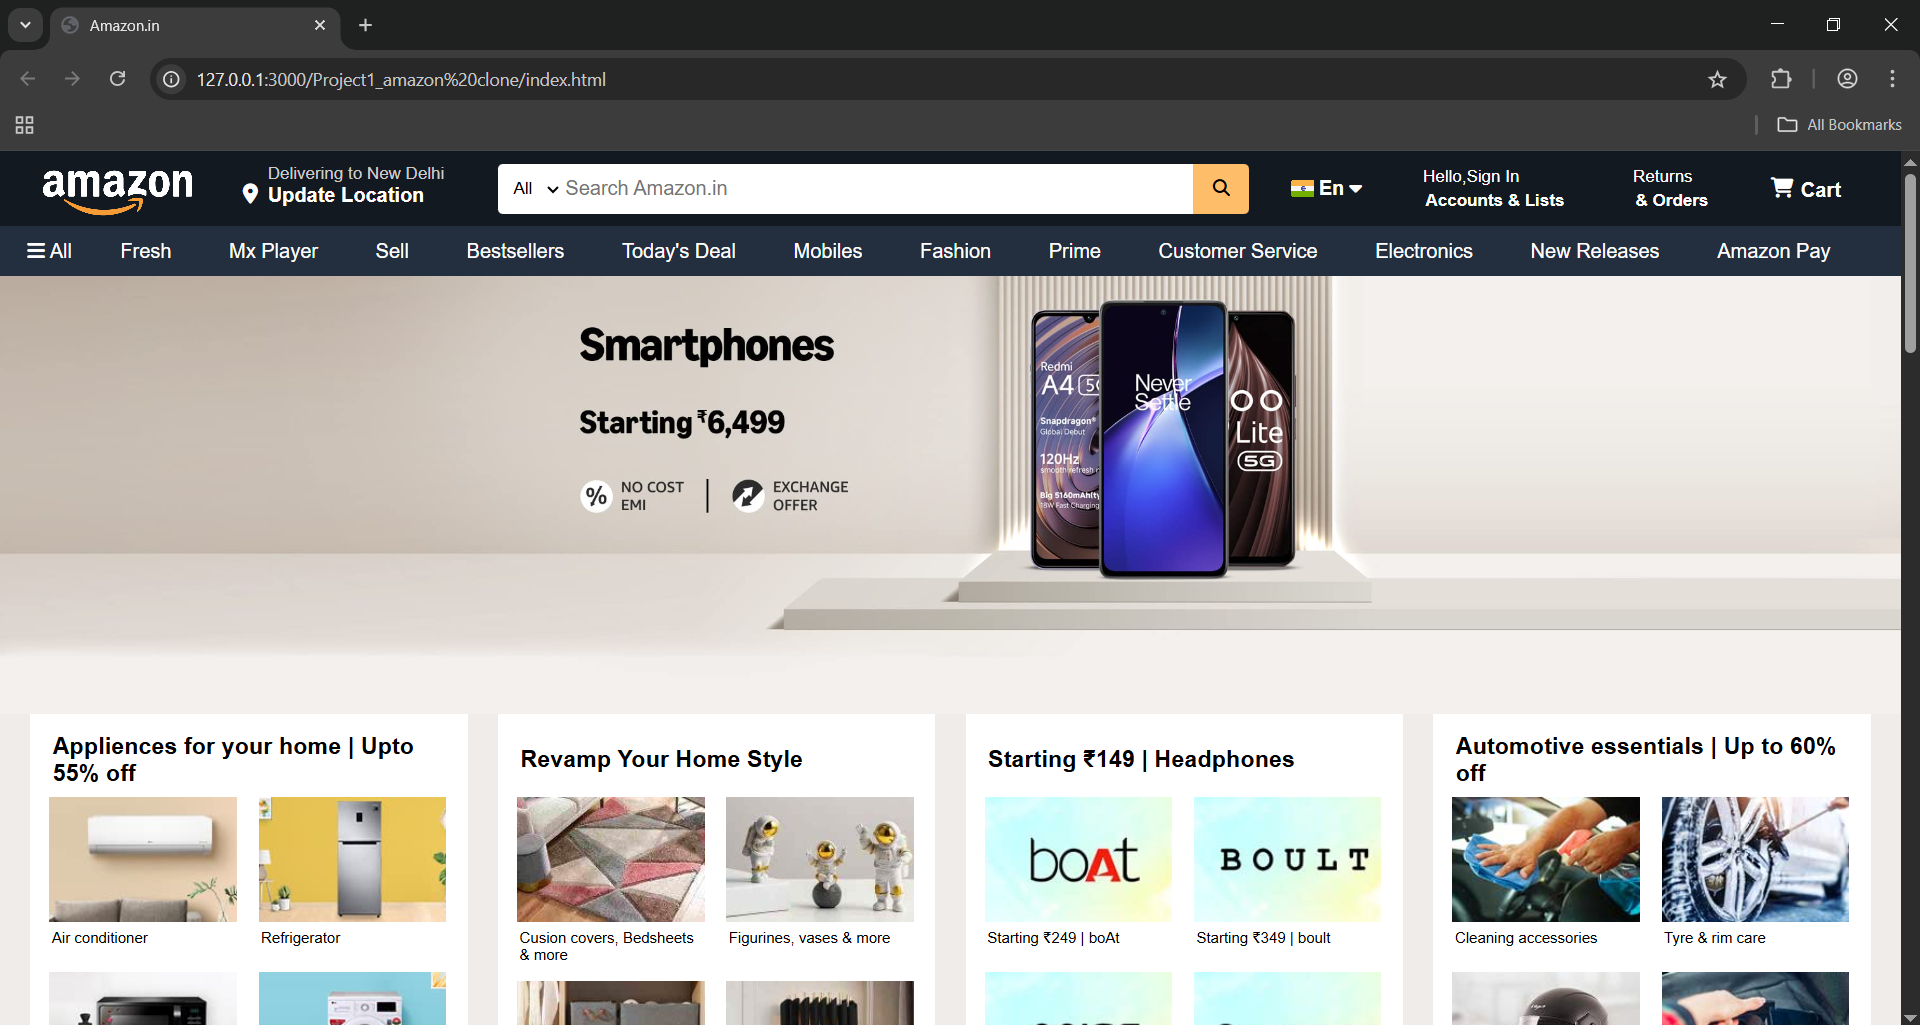 Amazon.in
127.0.0.1:3000/Project1_amazon%20clone/index.html
All Bookmarks
amazon
Delivering to New Delhi
Update Location
All
Search Amazon.in
En
Hello,Sign In
Accounts & Lists
Returns
& Orders
Cart
All Fresh Mx Player Sell Bestsellers Today's Deal Mobiles Fashion Prime Customer Service Electronics New Releases Amazon Pay
Smartphones
Starting ₹6,499
% NO COST
EMI
EXCHANGE
OFFER
Redmi
A4 5G
Snapdragon®
Global Debut
120Hz
smooth refresh
Big 5160mAh
18W Fast Charging
Never
Settle
Lite
5G
Appliences for your home | Upto
55% off
Air conditioner
Refrigerator
Revamp Your Home Style
Cusion covers, Bedsheets
& more
Figurines, vases & more
Starting ₹149 | Headphones
boAt
BOULT
Starting ₹249 | boAt
Starting ₹349 | boult
Automotive essentials | Up to 60%
off
Cleaning accessories
Tyre & rim care